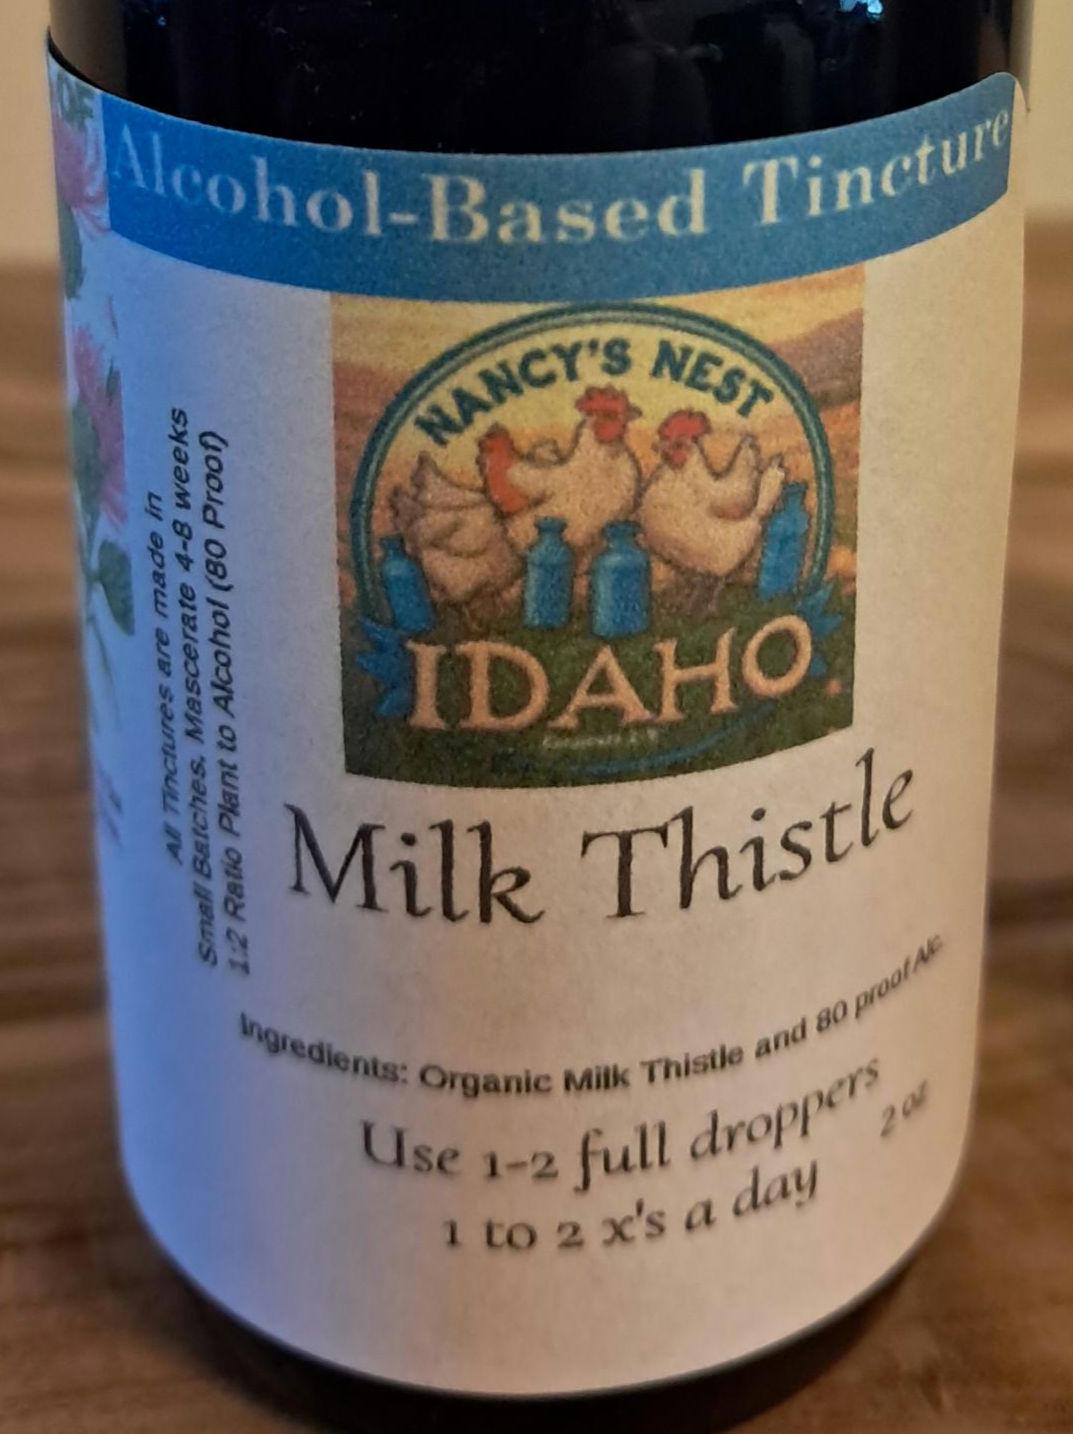 OF
Alcohol-Based Tincture
NANCY'S NEST
IDAHO
All Tinctures are made in
Small Batches. Mascerate 4-8 weeks
1:2 Ratio Plant to Alcohol (80 Proof)
Milk Thistle
Ingredients: Organic Milk Thistle and 80 proof Alc.
Use 1-2 full droppers
2 oz
1 to 2 x's a day